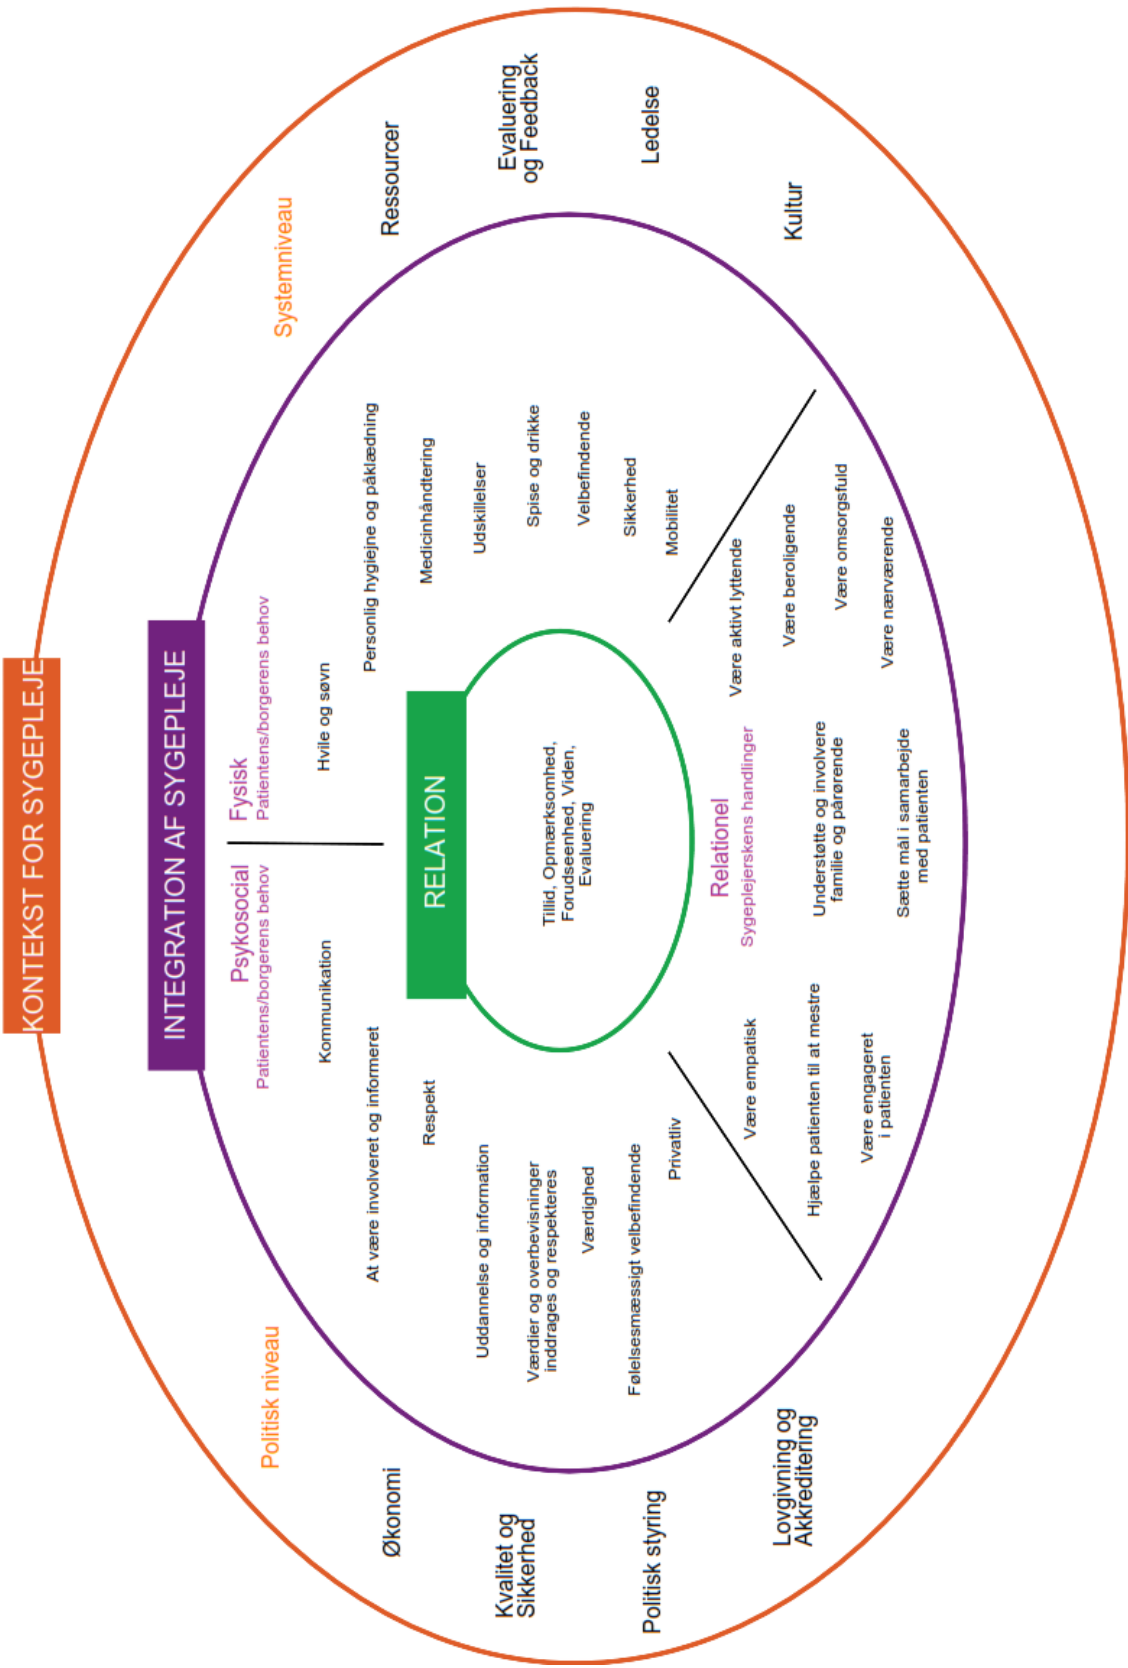 KONTEKST FOR SYGEPLEJE
Politisk niveau
Systemniveau
Økonomi
Kvalitet og
Sikkerhed
Politisk styring
Lovgivning og
Akkreditering
Ressourcer
Evaluering
og Feedback
Ledelse
Kultur
INTEGRATION AF SYGEPLEJE
Psykosocial
Patientens/borgerens behov
Kommunikation
At være involveret og informeret
Respekt
Uddannelse og information
Værdier og overbevisninger
inddrages og respekteres
Værdighed
Følelsesmæssigt velbefindende
Privatliv
Fysisk
Patientens/borgerens behov
Hvile og søvn
Personlig hygiejne og påklædning
Medicinhåndtering
Udskillelser
Spise og drikke
Velbefindende
Sikkerhed
Mobilitet
RELATION
Tillid, Opmærksomhed,
Forudseenhed, Viden,
Evaluering
Relationel
Sygeplejerskens handlinger
Være empatisk
Hjælpe patienten til at mestre
Være engageret
i patienten
Understøtte og involvere
familie og pårørende
Sætte mål i samarbejde
med patienten
Være aktivt lyttende
Være beroligende
Være omsorgsfuld
Være nærværende